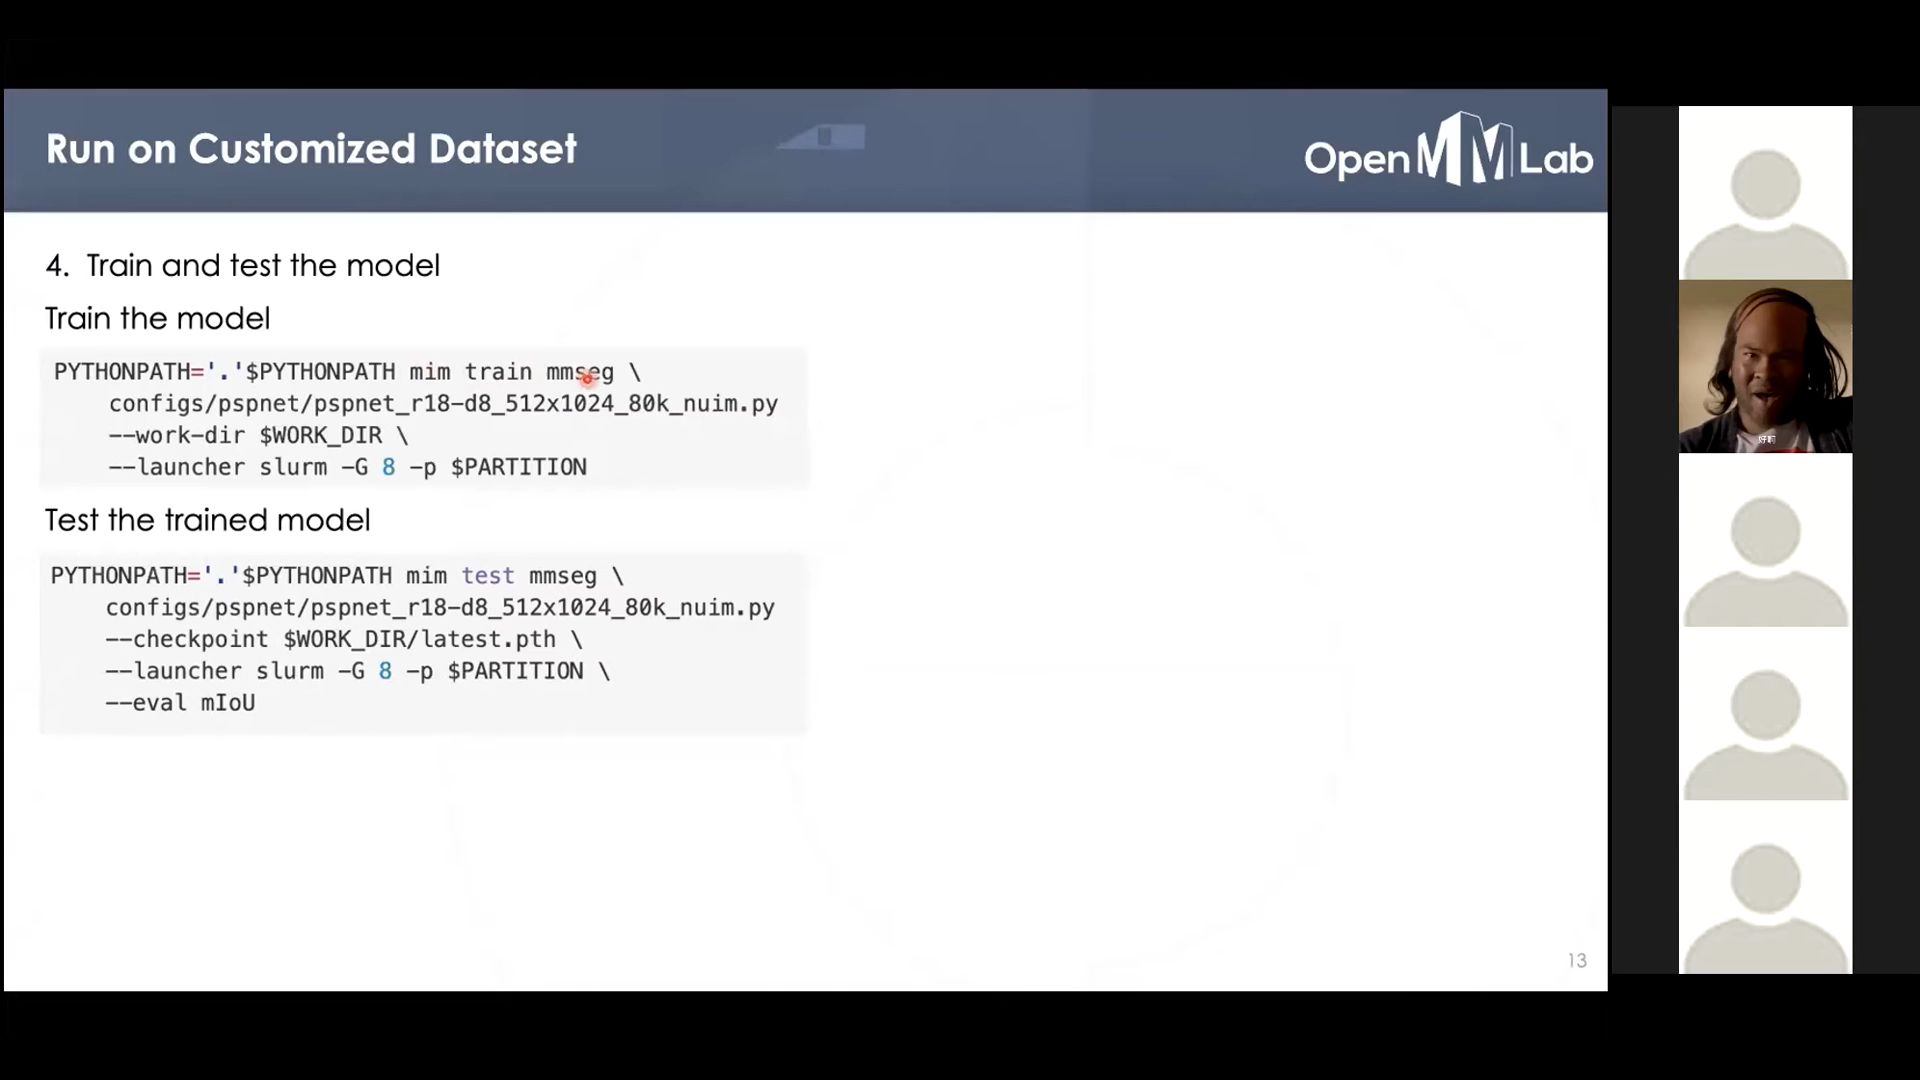 Run on Customized Dataset
OpenMMLab
4. Train and test the model
Train the model
PYTHONPATH='.'$PYTHONPATH mim train mmseg \
configs/pspnet/pspnet_r18-d8_512x1024_80k_nuim.py
--work-dir $WORK_DIR \
--launcher slurm -G 8 -p $PARTITION
Test the trained model
PYTHONPATH='.'$PYTHONPATH mim test mmseg \
configs/pspnet/pspnet_r18-d8_512x1024_80k_nuim.py
--checkpoint $WORK_DIR/latest.pth \
--launcher slurm -G 8 -p $PARTITION \
--eval mIoU
13
好啊